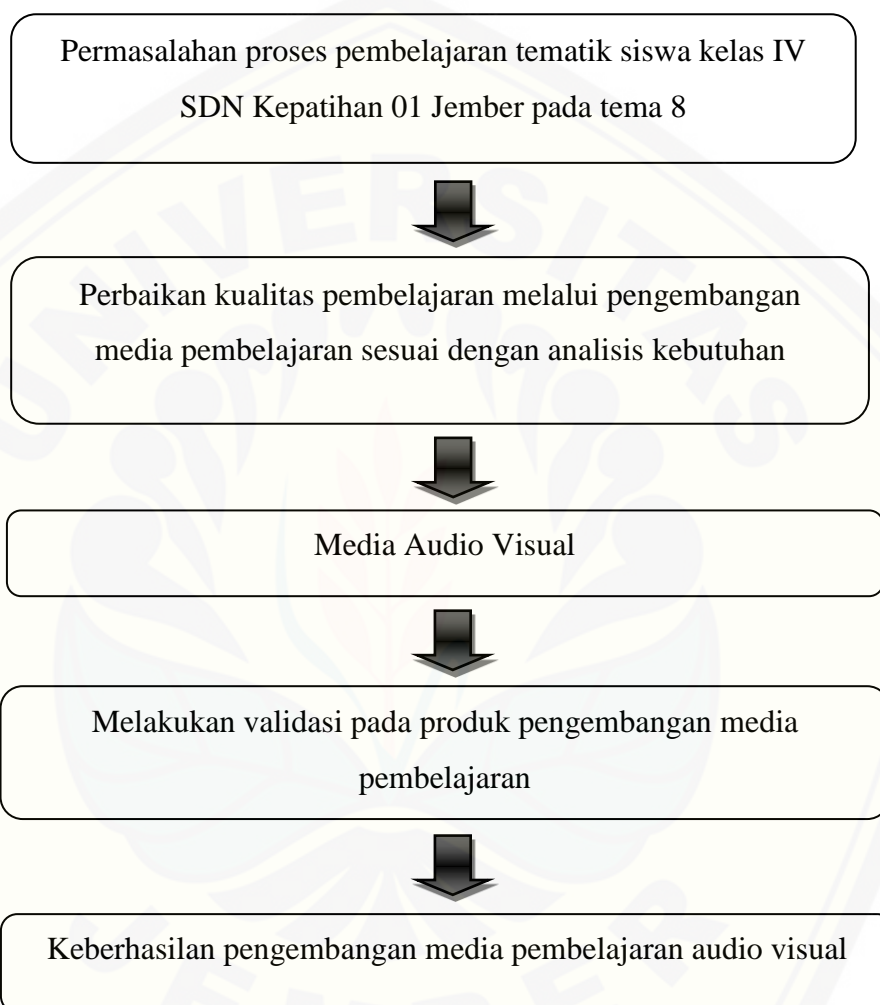 Permasalahan proses pembelajaran tematik siswa kelas IV
SDN Kepatihan 01 Jember pada tema 8
Perbaikan kualitas pembelajaran melalui pengembangan
media pembelajaran sesuai dengan analisis kebutuhan
Media Audio Visual
Melakukan validasi pada produk pengembangan media
pembelajaran
Keberhasilan pengembangan media pembelajaran audio visual
UNIVERSITAS
JEMBER